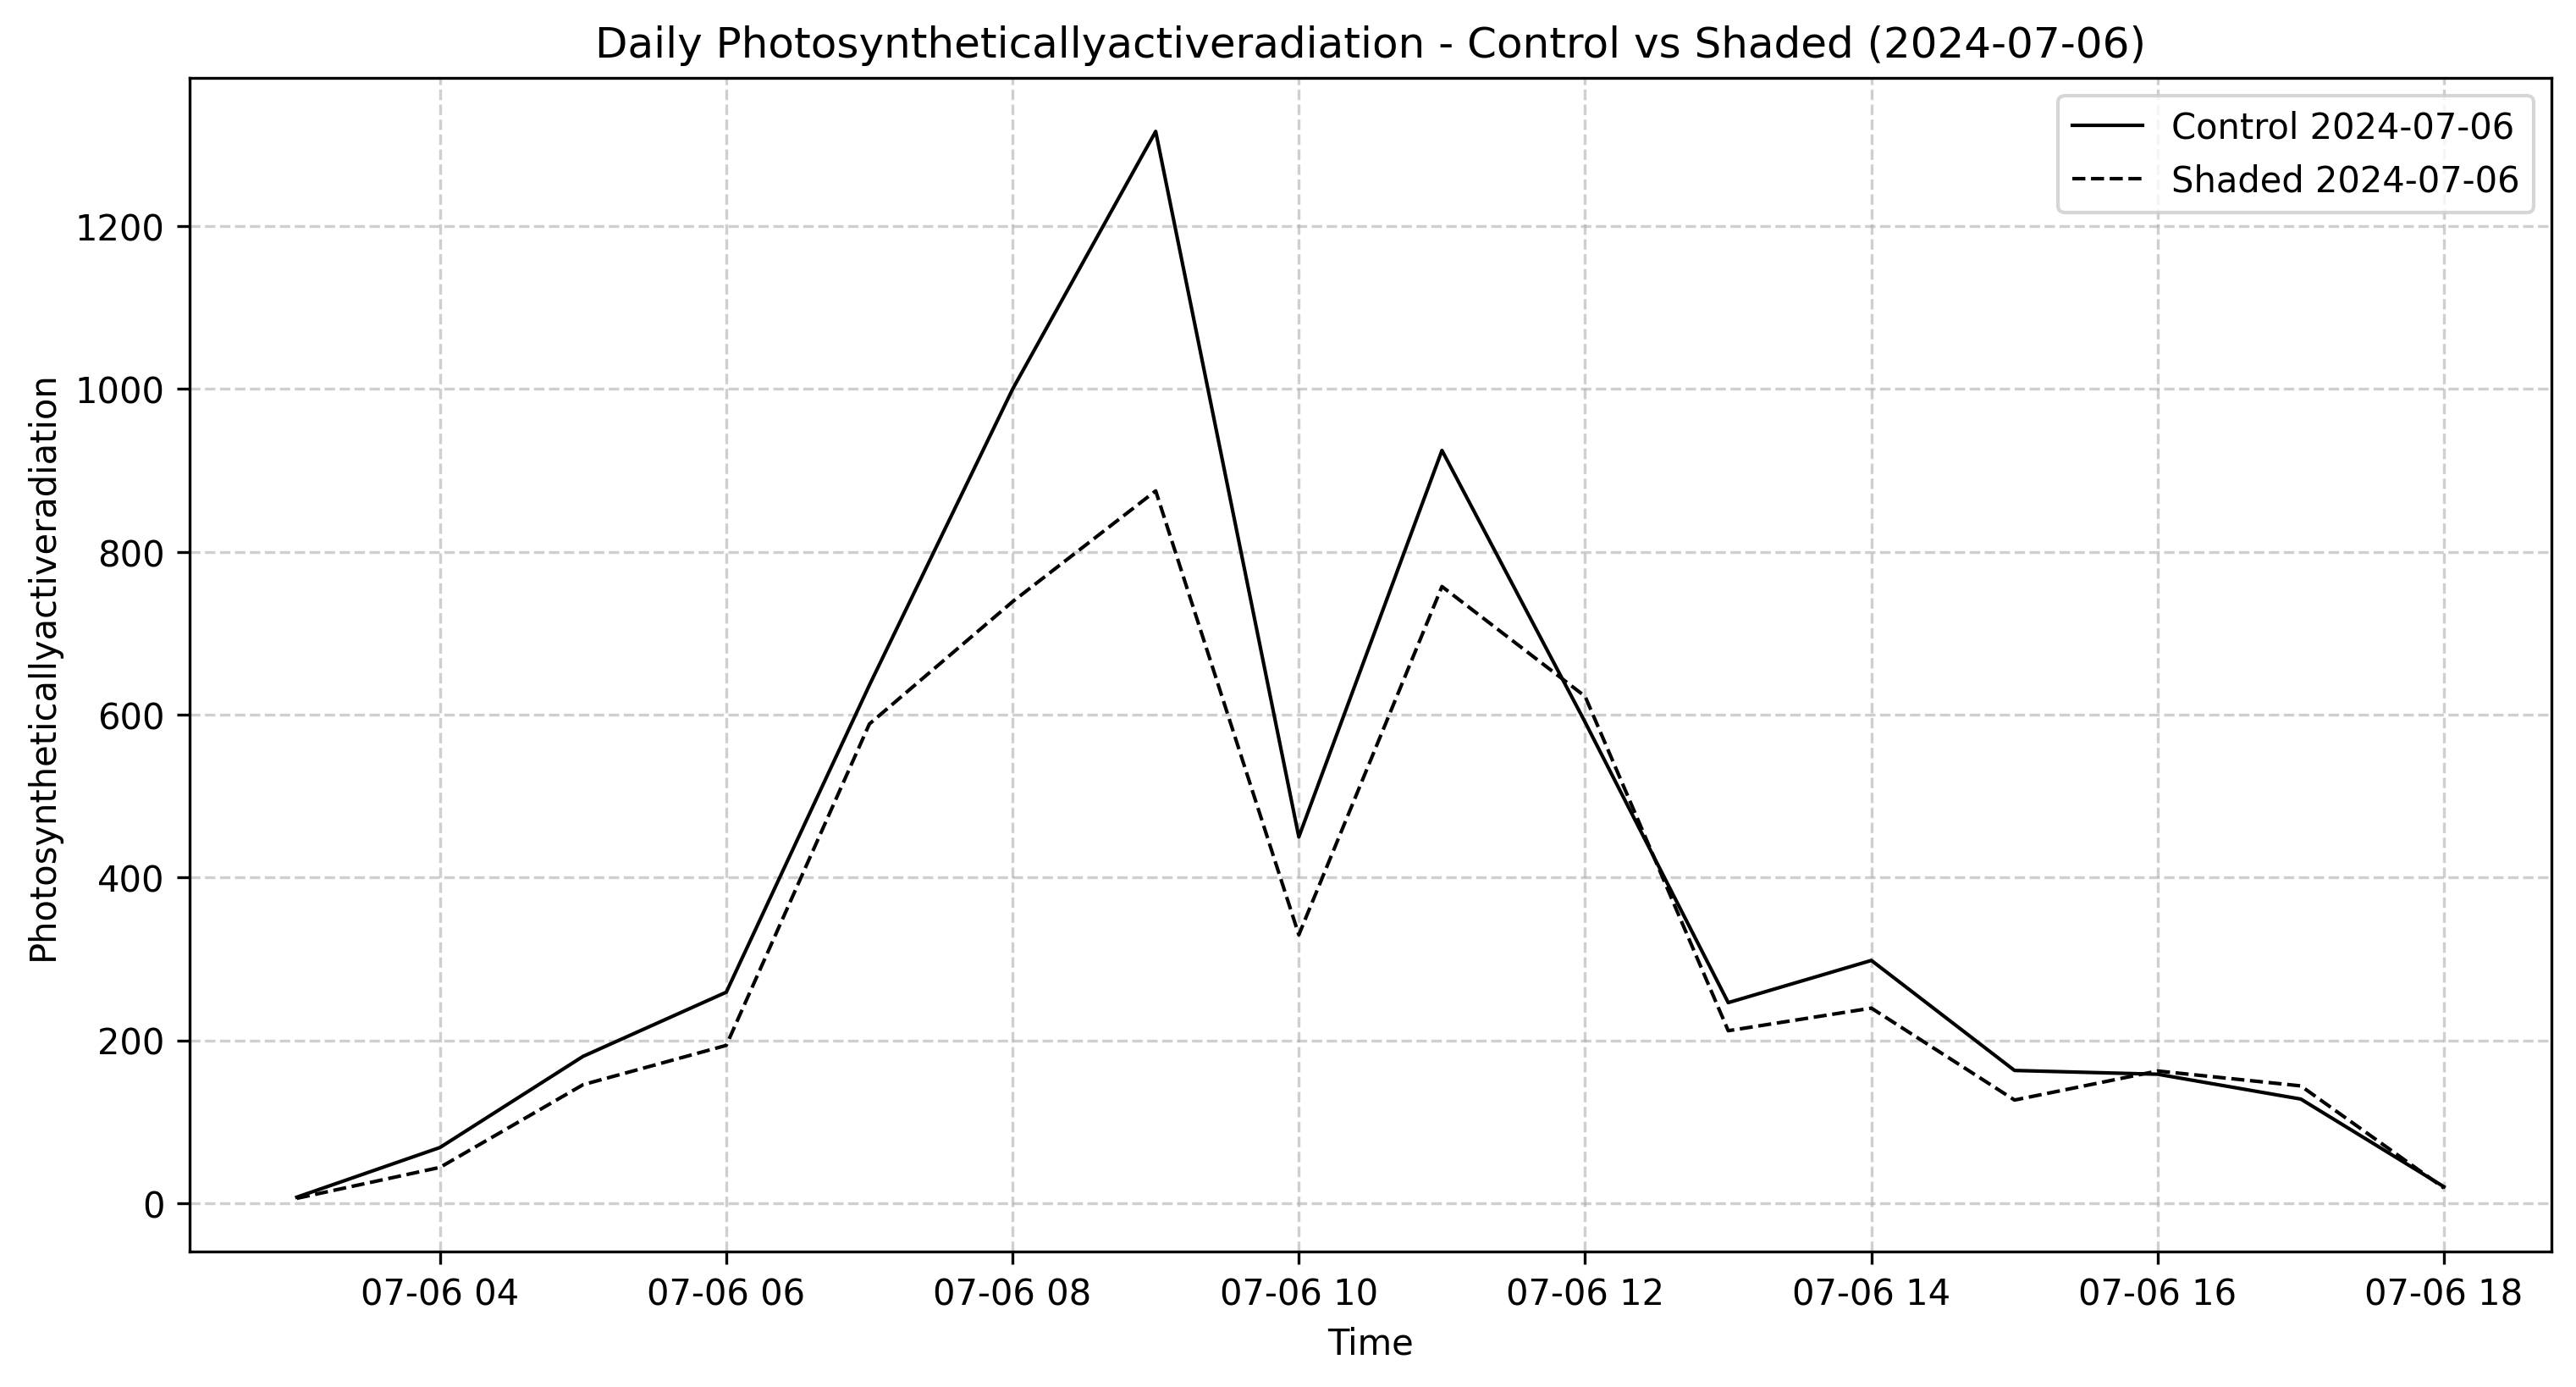 Daily Photosyntheticallyactiveradiation - Control vs Shaded (2024-07-06)
Control 2024-07-06
Shaded 2024-07-06
Photosyntheticallyactiveradiation
1200
1000
800
600
400
200
0
07-06 04 07-06 06 07-06 08 07-06 10 07-06 12 07-06 14 07-06 16 07-06 18
Time